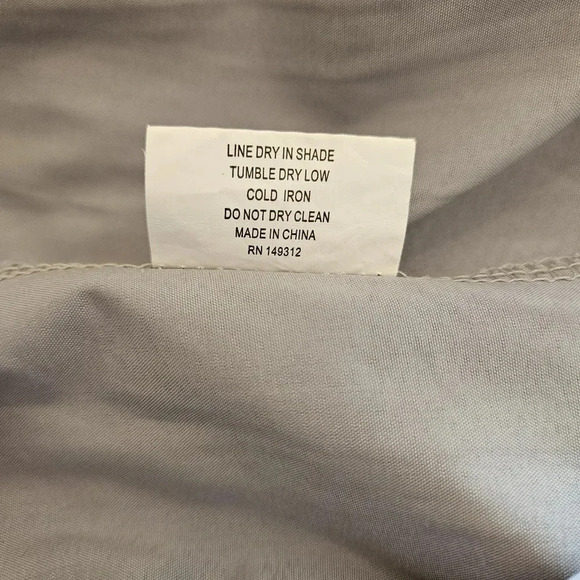 LINE DRY IN SHADE
TUMBLE DRY LOW
COLD IRON
DO NOT DRY CLEAN
MADE IN CHINA
RN 149312